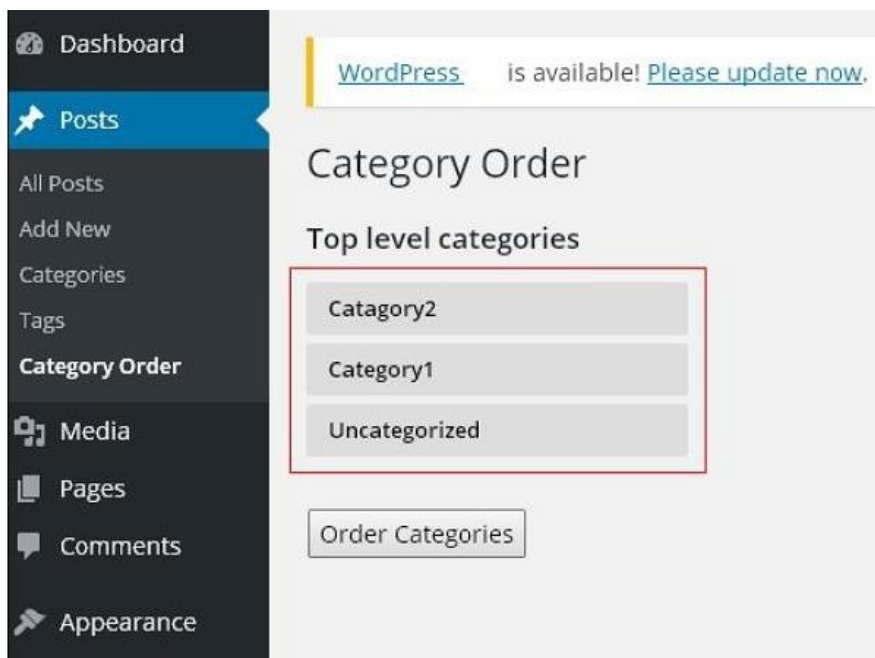 Dashboard
Posts
All Posts
Add New
Categories
Tags
Category Order
Media
Pages
Comments
Appearance
WordPress is available! Please update now.
Category Order
Top level categories
Catagory2
Category1
Uncategorized
Order Categories